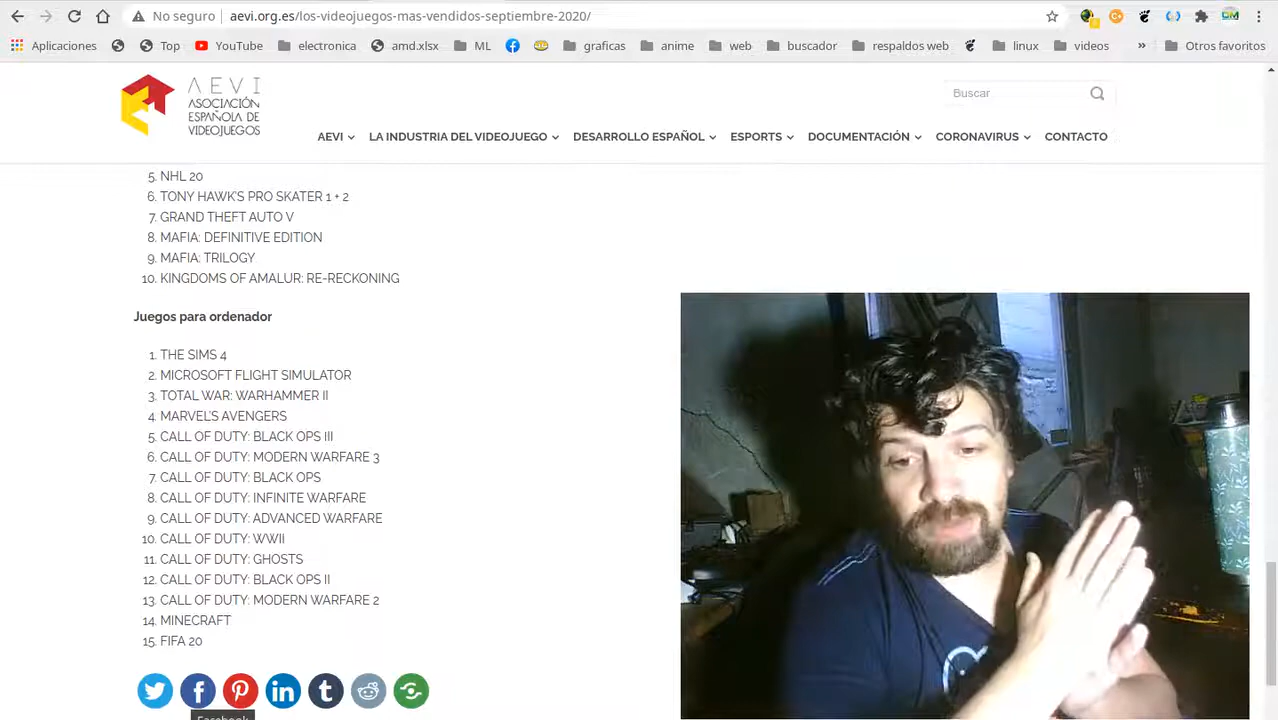 No seguro
aevi.org.es/los-videojuegos-mas-vendidos-septiembre-2020/
Aplicaciones
Top
YouTube
electronica
amd.xlsx
ML
graficas
anime
web
buscador
respaldos web
linux
videos
»
Otros favoritos
AEVI
ASOCIACIÓN
ESPAÑOLA DE
VIDEOJUEGOS
Buscar
AEVI
LA INDUSTRIA DEL VIDEOJUEGO
DESARROLLO ESPAÑOL
ESPORTS
DOCUMENTACIÓN
CORONAVIRUS
CONTACTO
5. NHL 20
6. TONY HAWK'S PRO SKATER 1 + 2
7. GRAND THEFT AUTO V
8. MAFIA: DEFINITIVE EDITION
9. MAFIA: TRILOGY
10. KINGDOMS OF AMALUR: RE-RECKONING
Juegos para ordenador
1. THE SIMS 4
2. MICROSOFT FLIGHT SIMULATOR
3. TOTAL WAR: WARHAMMER II
4. MARVEL'S AVENGERS
5. CALL OF DUTY: BLACK OPS III
6. CALL OF DUTY: MODERN WARFARE 3
7. CALL OF DUTY: BLACK OPS
8. CALL OF DUTY: INFINITE WARFARE
9. CALL OF DUTY: ADVANCED WARFARE
10. CALL OF DUTY: WWII
11. CALL OF DUTY: GHOSTS
12. CALL OF DUTY: BLACK OPS II
13. CALL OF DUTY: MODERN WARFARE 2
14. MINECRAFT
15. FIFA 20
Facebook